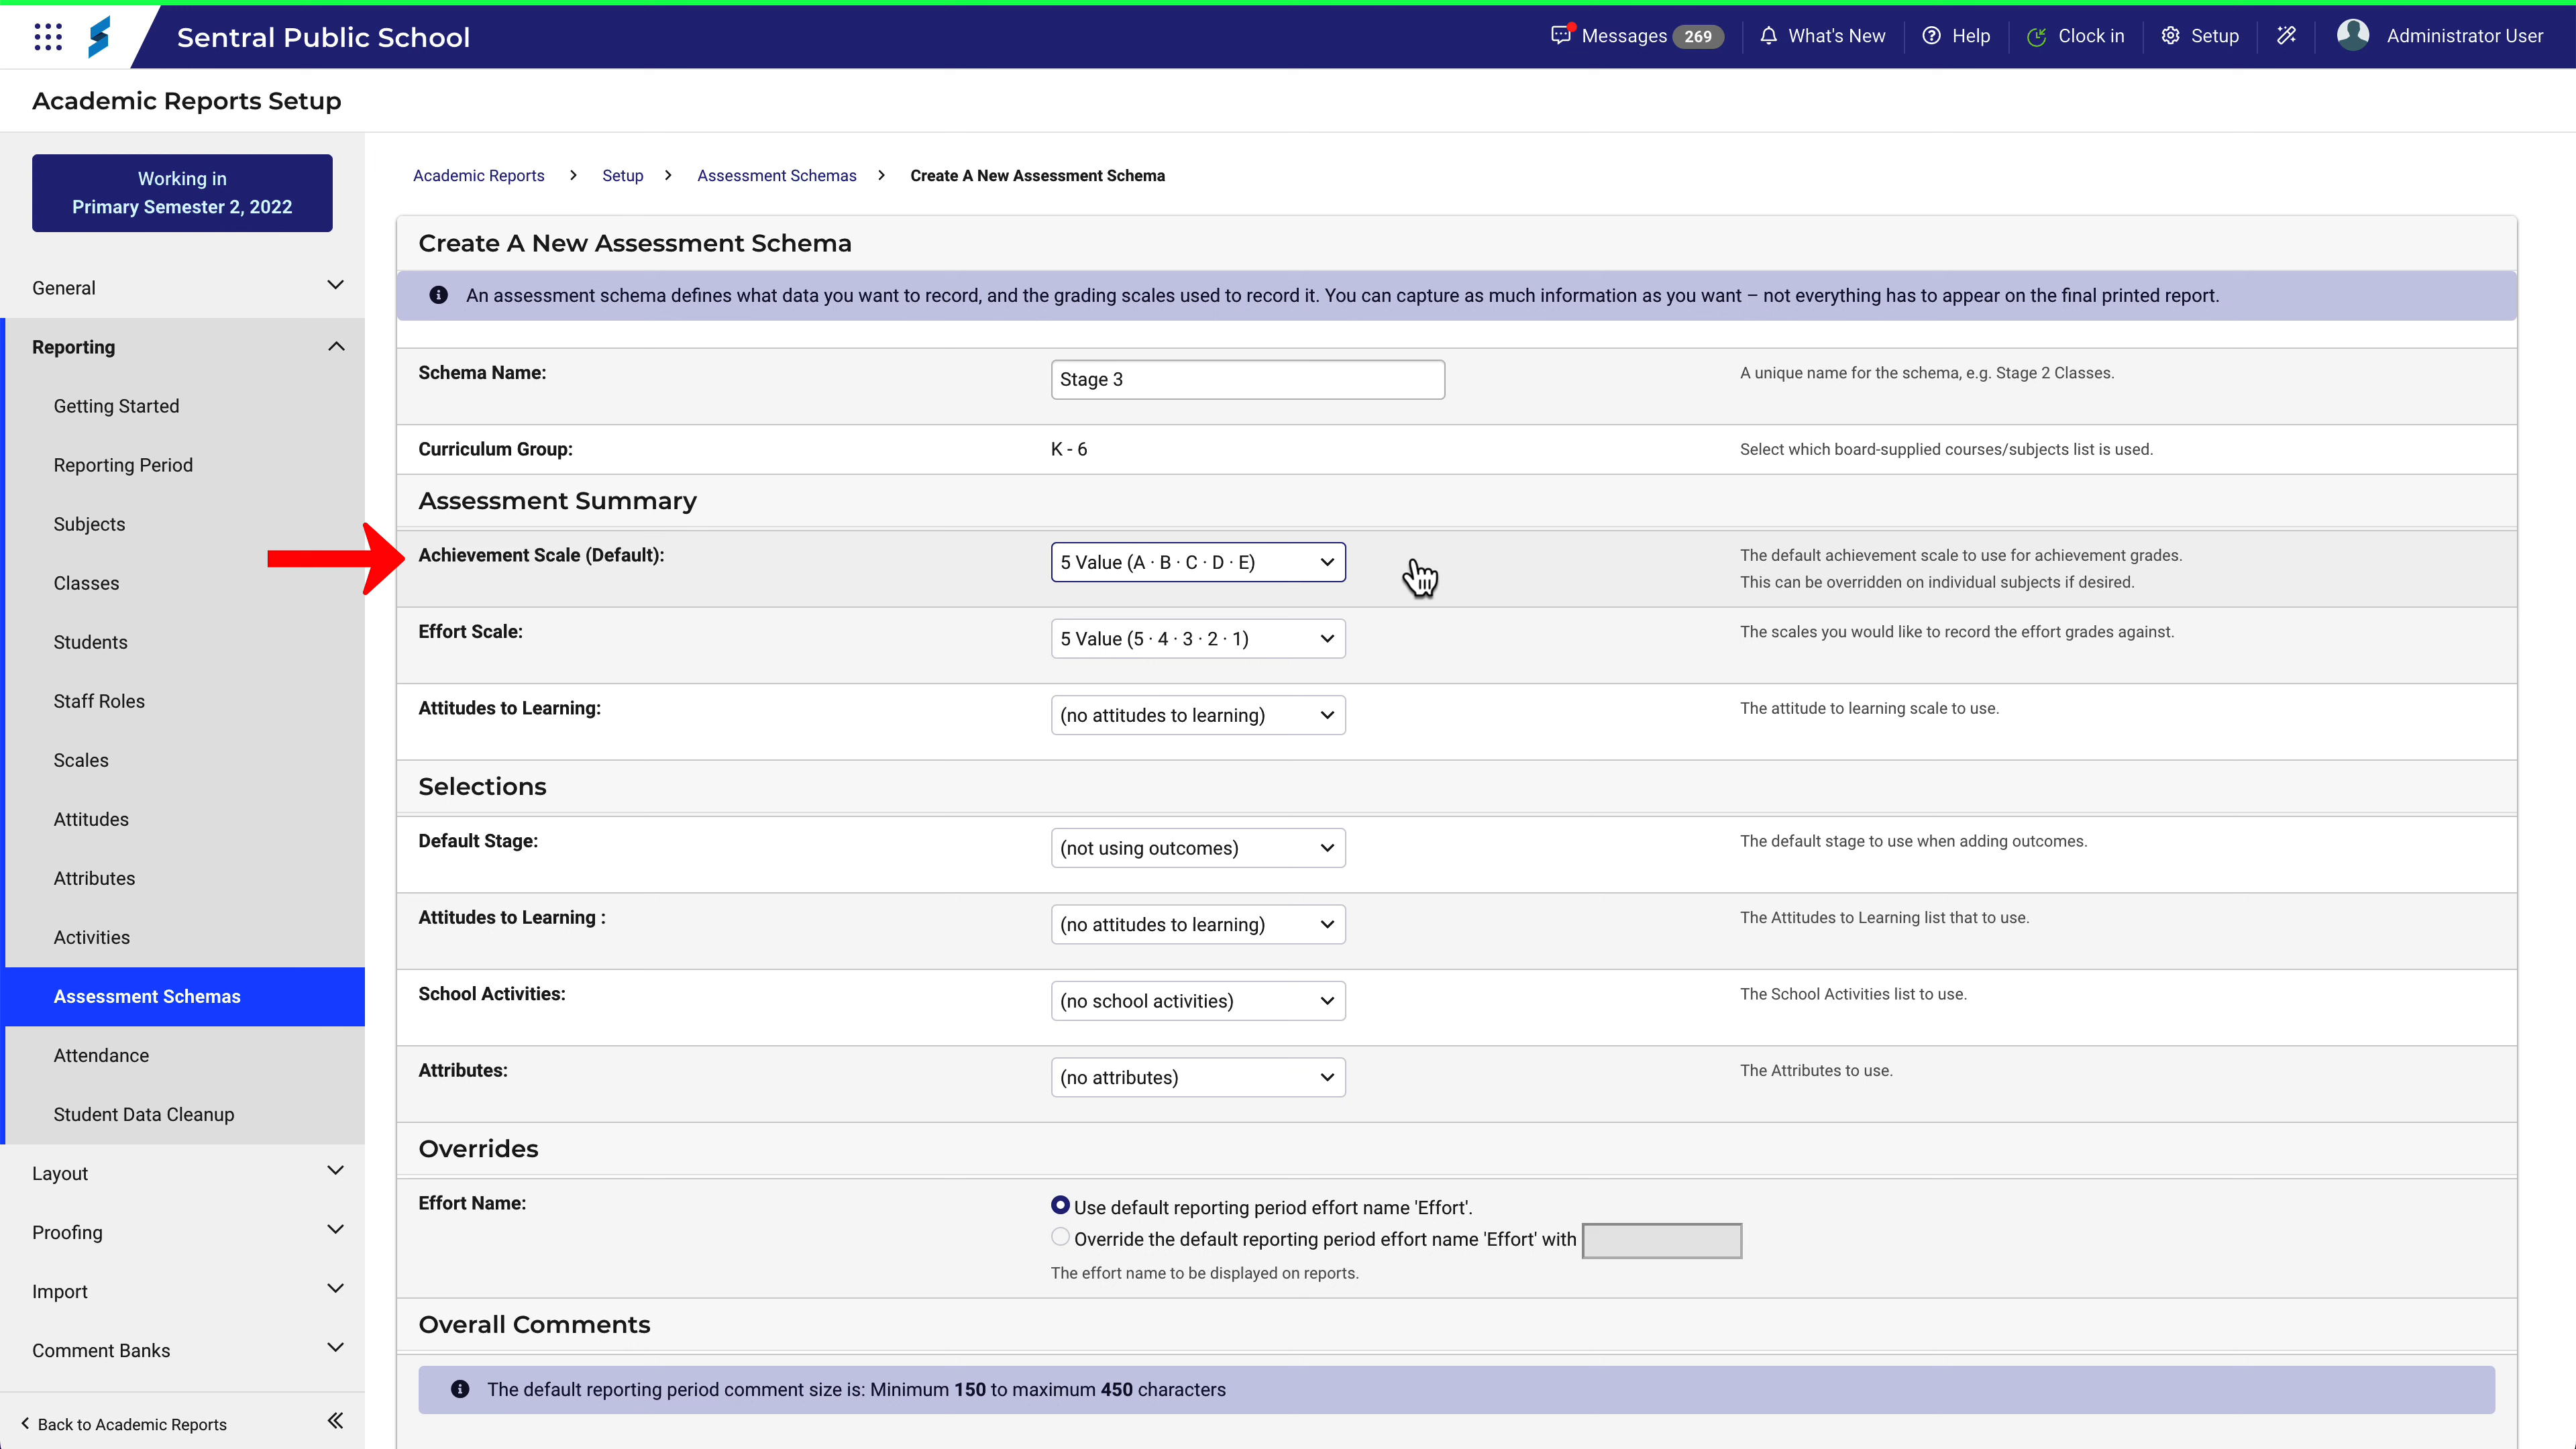 Sentral Public School
Messages 269
What's New
Help
Clock in
Setup
Administrator User
Academic Reports Setup
Working in
Primary Semester 2, 2022
General
Reporting
Getting Started
Reporting Period
Subjects
Classes
Students
Staff Roles
Scales
Attitudes
Attributes
Activities
Assessment Schemas
Attendance
Student Data Cleanup
Layout
Proofing
Import
Comment Banks
Back to Academic Reports
Academic Reports > Setup > Assessment Schemas > Create A New Assessment Schema
Create A New Assessment Schema
An assessment schema defines what data you want to record, and the grading scales used to record it. You can capture as much information as you want – not everything has to appear on the final printed report.
Schema Name: Stage 3 A unique name for the schema, e.g. Stage 2 Classes.
Curriculum Group: K - 6 Select which board-supplied courses/subjects list is used.
Assessment Summary
Achievement Scale (Default): 5 Value (A · B · C · D · E) The default achievement scale to use for achievement grades.
This can be overridden on individual subjects if desired.
Effort Scale: 5 Value (5 · 4 · 3 · 2 · 1) The scales you would like to record the effort grades against.
Attitudes to Learning: (no attitudes to learning) The attitude to learning scale to use.
Selections
Default Stage: (not using outcomes) The default stage to use when adding outcomes.
Attitudes to Learning : (no attitudes to learning) The Attitudes to Learning list that to use.
School Activities: (no school activities) The School Activities list to use.
Attributes: (no attributes) The Attributes to use.
Overrides
Effort Name: Use default reporting period effort name 'Effort'.
Override the default reporting period effort name 'Effort' with
The effort name to be displayed on reports.
Overall Comments
The default reporting period comment size is: Minimum 150 to maximum 450 characters